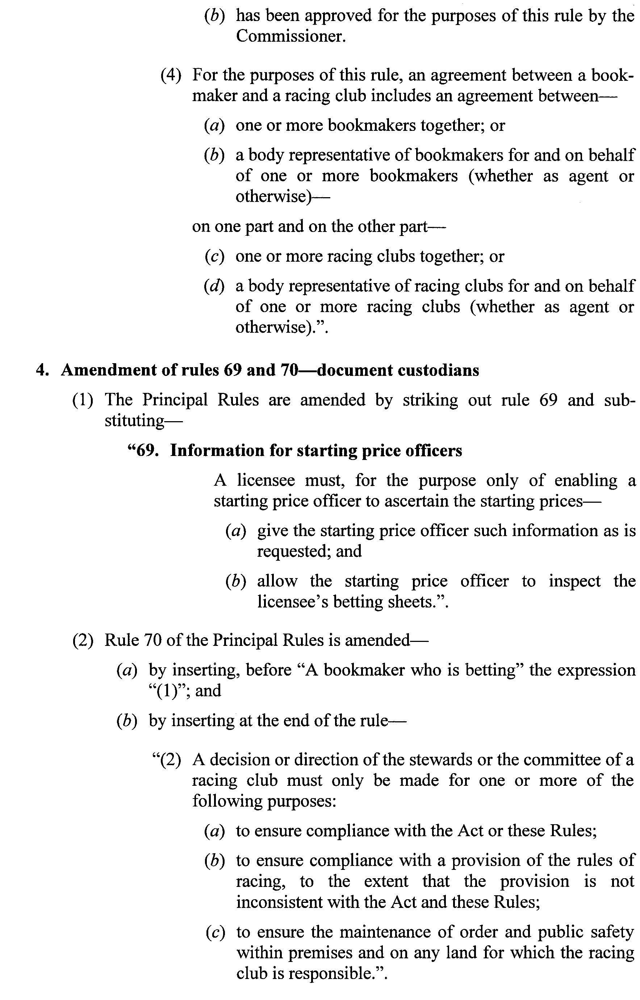 (b) has been approved for the purposes of this rule by the
Commissioner.
(4) For the purposes of this rule, an agreement between a book-
maker and a racing club includes an agreement between—
(a) one or more bookmakers together; or
(b) a body representative of bookmakers for and on behalf
of one or more bookmakers (whether as agent or
otherwise)—
on one part and on the other part—
(c) one or more racing clubs together; or
(d) a body representative of racing clubs for and on behalf
of one or more racing clubs (whether as agent or
otherwise).”.
4. Amendment of rules 69 and 70—document custodians
(1) The Principal Rules are amended by striking out rule 69 and sub-
stituting—
“69. Information for starting price officers
A licensee must, for the purpose only of enabling a
starting price officer to ascertain the starting prices—
(a) give the starting price officer such information as is
requested; and
(b) allow the starting price officer to inspect the
licensee’s betting sheets.”.
(2) Rule 70 of the Principal Rules is amended—
(a) by inserting, before “A bookmaker who is betting” the expression
“(1)”; and
(b) by inserting at the end of the rule—
“(2) A decision or direction of the stewards or the committee of a
racing club must only be made for one or more of the
following purposes:
(a) to ensure compliance with the Act or these Rules;
(b) to ensure compliance with a provision of the rules of
racing, to the extent that the provision is not
inconsistent with the Act and these Rules;
(c) to ensure the maintenance of order and public safety
within premises and on any land for which the racing
club is responsible.”.